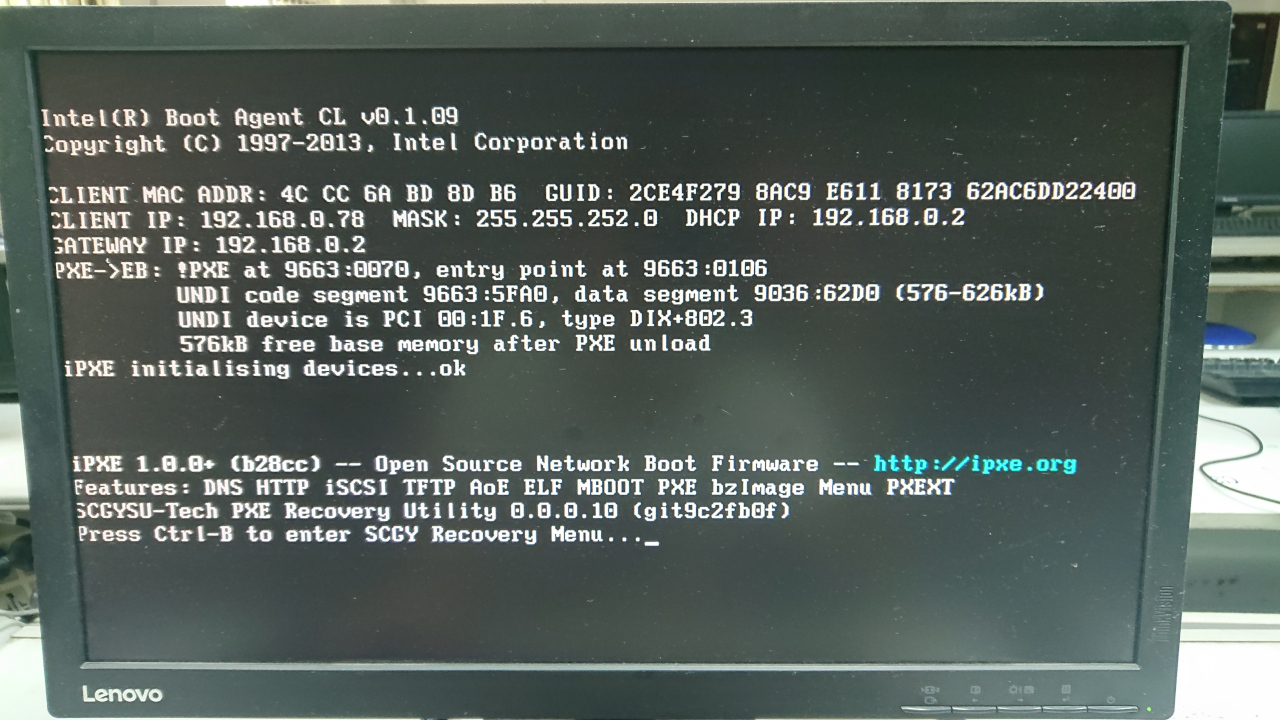 Intel(R) Boot Agent CL v0.1.09
Copyright (C) 1997-2013, Intel Corporation
CLIENT MAC ADDR: 4C CC 6A BD 8D B6  GUID: 2CE4F279 8AC9 E611 8173 62AC6DD22400
CLIENT IP: 192.168.0.78  MASK: 255.255.252.0  DHCP IP: 192.168.0.2
GATEWAY IP: 192.168.0.2
PXE->EB: !PXE at 9663:0070, entry point at 9663:0106
UNDI code segment 9663:5FA0, data segment 9036:62D0 (576-626kB)
UNDI device is PCI 00:1F.6, type DIX+802.3
576kB free base memory after PXE unload
iPXE initialising devices...ok
iPXE 1.0.0+ (b28cc) -- Open Source Network Boot Firmware -- http://ipxe.org
Features: DNS HTTP iSCSI TFTP AoE ELF MBOOT PXE bzImage Menu PXEXT
SCGYSU-Tech PXE Recovery Utility 0.0.0.10 (git9c2fb0f)
Press Ctrl-B to enter SCGY Recovery Menu..._
ThinkVision
Lenovo